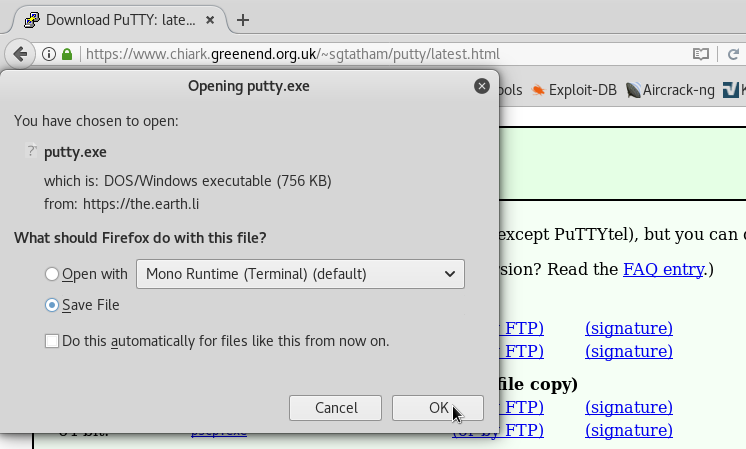 Download PuTTY: late...
https://www.chiark.greenend.org.uk/~sgtatham/putty/latest.html
Opening putty.exe
ools Exploit-DB Aircrack-ng K
You have chosen to open:
putty.exe
which is: DOS/Windows executable (756 KB)
from: https://the.earth.li
What should Firefox do with this file?
except PuTTYtel), but you can
Open with Mono Runtime (Terminal) (default)
sion? Read the FAQ entry.)
Save File
FTP) (signature)
Do this automatically for files like this from now on.
FTP) (signature)
file copy)
Cancel OK
FTP) (signature)
pscp.exe (or by FTP) (signature)